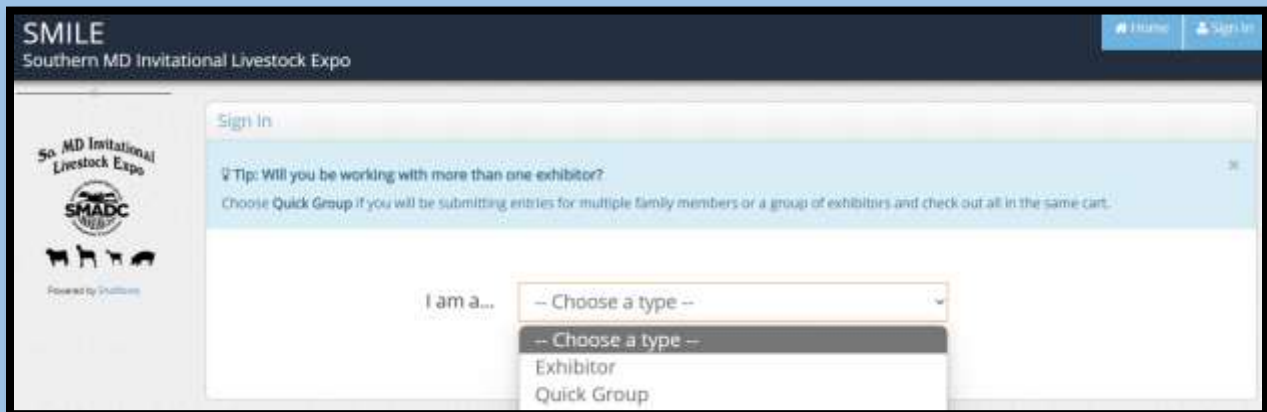 SMILE
Southern MD Invitational Livestock Expo
Home
Sign In
So. MD Invitational
Livestock Expo
SMADC
Powered by
Sign In
Tip: Will you be working with more than one exhibitor?
×
Choose Quick Group if you will be submitting entries for multiple family members or a group of exhibitors and check out all in the same cart.
I am a...
-- Choose a type --
-- Choose a type --
Exhibitor
Quick Group